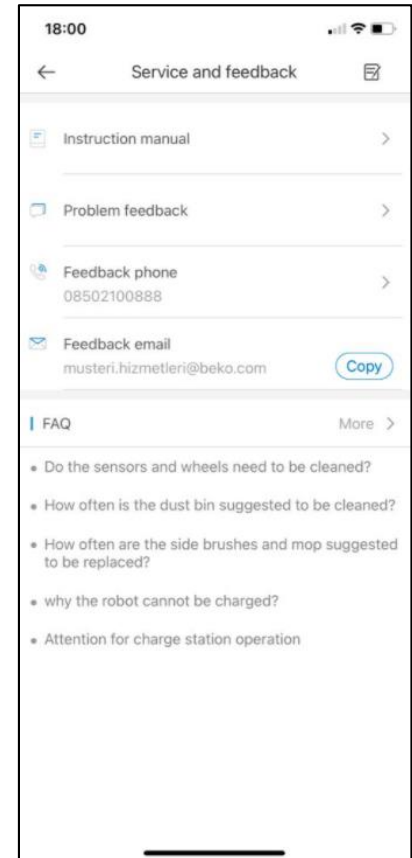 18:00
Service and feedback
Instruction manual
Problem feedback
Feedback phone
08502100888
Feedback email
musteri.hizmetleri@beko.com
Copy
FAQ
More
Do the sensors and wheels need to be cleaned?
How often is the dust bin suggested to be cleaned?
How often are the side brushes and mop suggested
to be replaced?
why the robot cannot be charged?
Attention for charge station operation